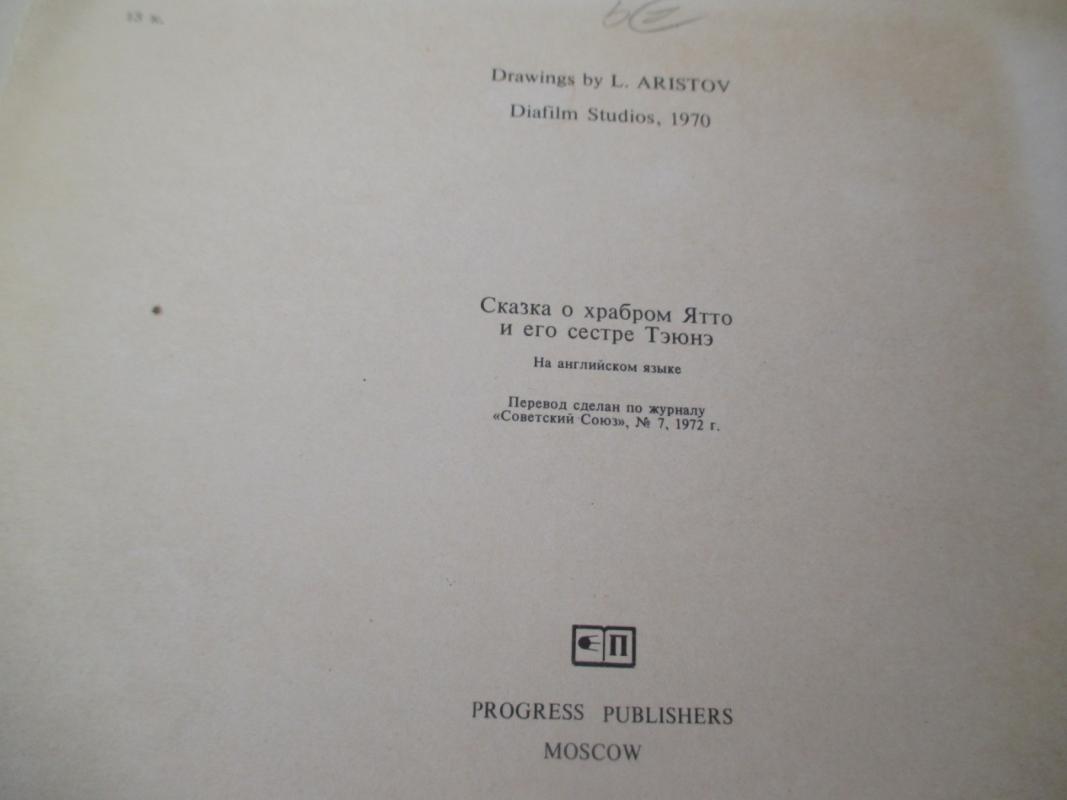 13 к.
Drawings by L. ARISTOV
Diafilm Studios, 1970
Сказка о храбром Ятто
и его сестре Тэюнэ
На английском языке
Перевод сделан по журналу
«Советский Союз», № 7, 1972 г.
П
PROGRESS PUBLISHERS
MOSCOW